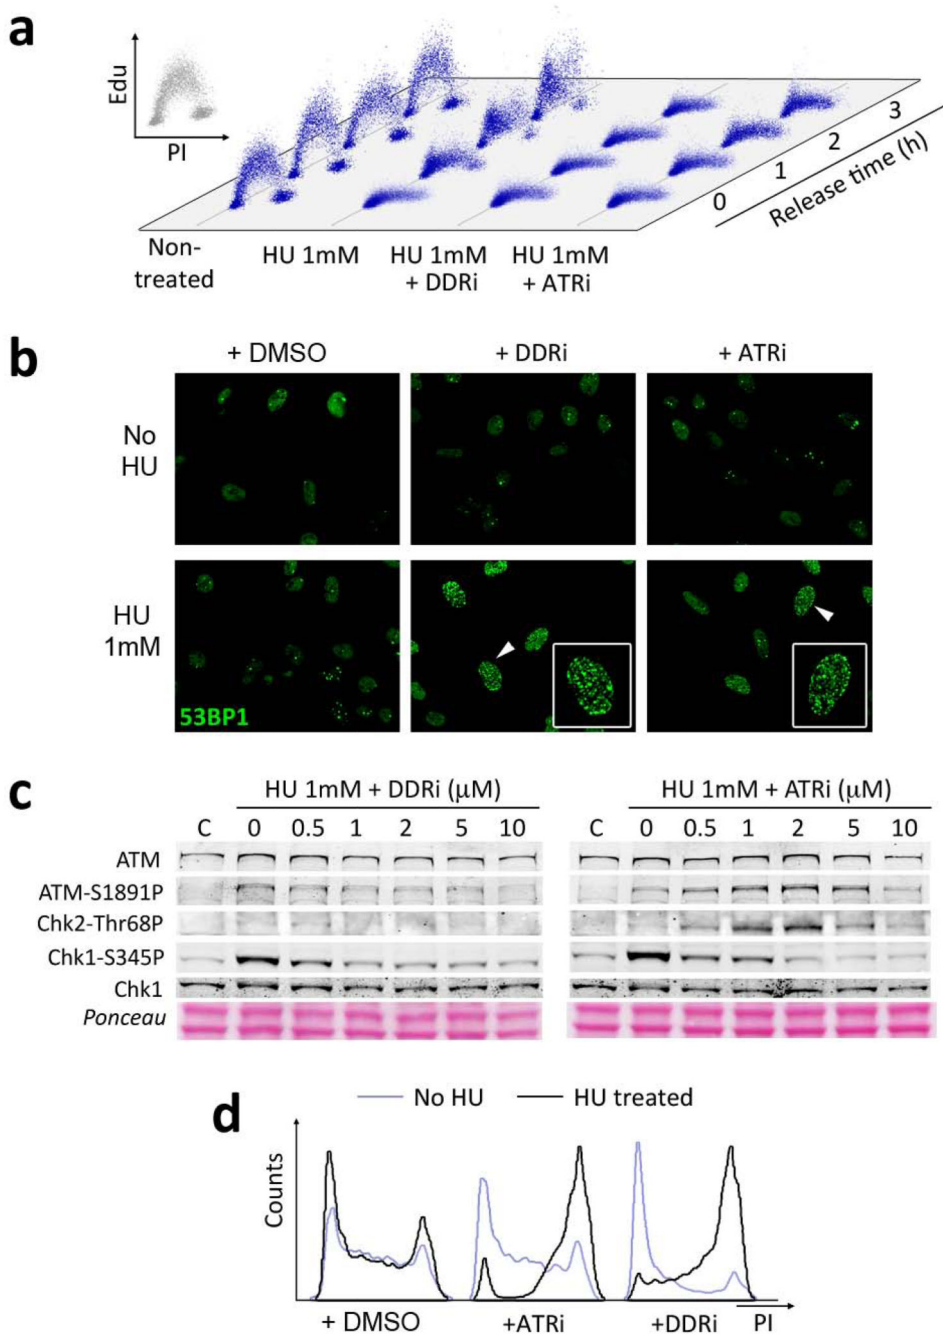 a
Edu
PI
0
1
2
3
Release time (h)
Non-
treated
HU 1mM
HU 1mM
+ DDRi
HU 1mM
+ ATRi
b
+ DMSO
+ DDRi
+ ATRi
No
HU
HU
1mM
53BP1
c
HU 1mM + DDRi (μM)
HU 1mM + ATRi (μM)
C 0 0.5 1 2 5 10
C 0 0.5 1 2 5 10
ATM
ATM-S1891P
Chk2-Thr68P
Chk1-S345P
Chk1
Ponceau
d
No HU
HU treated
Counts
+ DMSO
+ATRi
+DDRi
PI